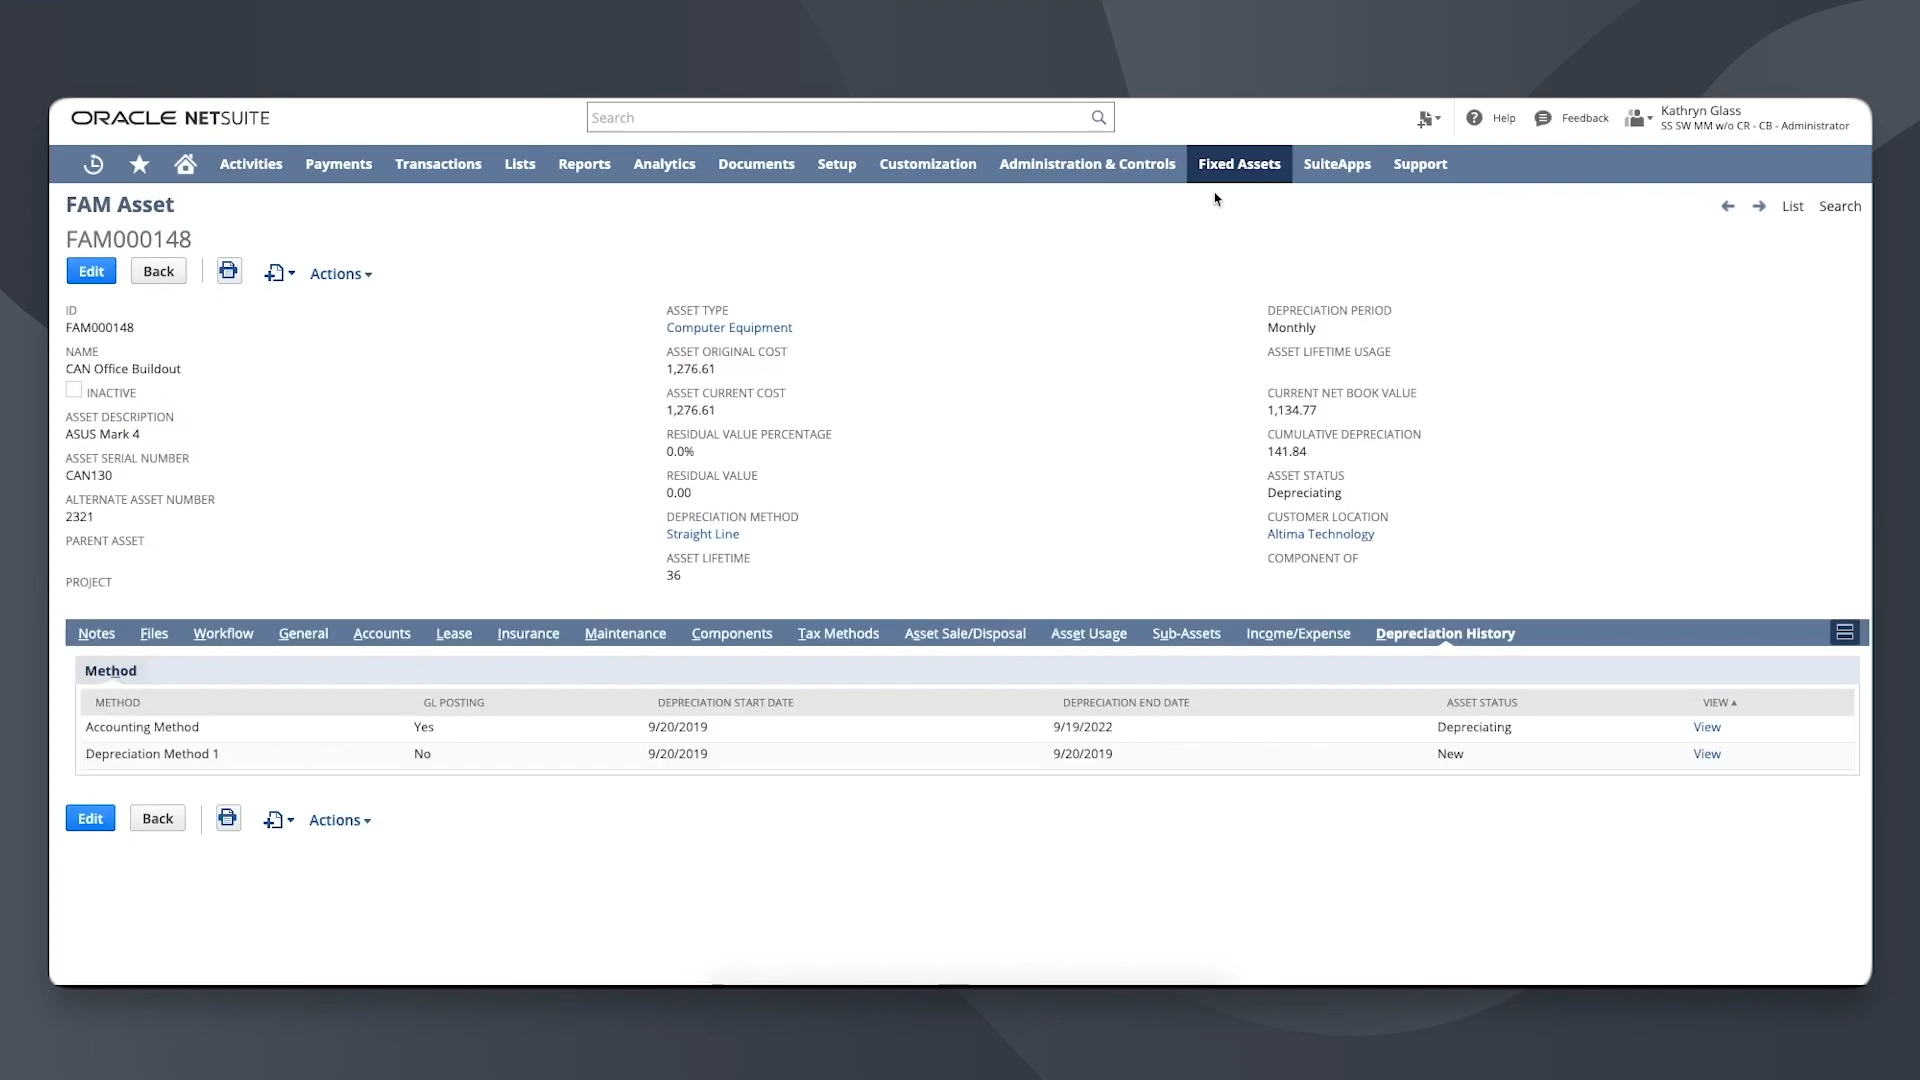 ORACLE NETSUITE
Search
Help
Feedback
Kathryn Glass
SS SW MM w/o CR - CB - Administrator
Activities Payments Transactions Lists Reports Analytics Documents Setup Customization Administration & Controls Fixed Assets SuiteApps Support
FAM Asset
List Search
FAM000148
Edit Back Actions
ID
FAM000148
NAME
CAN Office Buildout
INACTIVE
ASSET DESCRIPTION
ASUS Mark 4
ASSET SERIAL NUMBER
CAN130
ALTERNATE ASSET NUMBER
2321
PARENT ASSET
PROJECT
ASSET TYPE
Computer Equipment
ASSET ORIGINAL COST
1,276.61
ASSET CURRENT COST
1,276.61
RESIDUAL VALUE PERCENTAGE
0.0%
RESIDUAL VALUE
0.00
DEPRECIATION METHOD
Straight Line
ASSET LIFETIME
36
DEPRECIATION PERIOD
Monthly
ASSET LIFETIME USAGE
CURRENT NET BOOK VALUE
1,134.77
CUMULATIVE DEPRECIATION
141.84
ASSET STATUS
Depreciating
CUSTOMER LOCATION
Altima Technology
COMPONENT OF
Notes Files Workflow General Accounts Lease Insurance Maintenance Components Tax Methods Asset Sale/Disposal Asset Usage Sub-Assets Income/Expense Depreciation History
Method
METHOD GL POSTING DEPRECIATION START DATE DEPRECIATION END DATE ASSET STATUS VIEW
Accounting Method Yes 9/20/2019 9/19/2022 Depreciating View
Depreciation Method 1 No 9/20/2019 9/20/2019 New View
Edit Back Actions